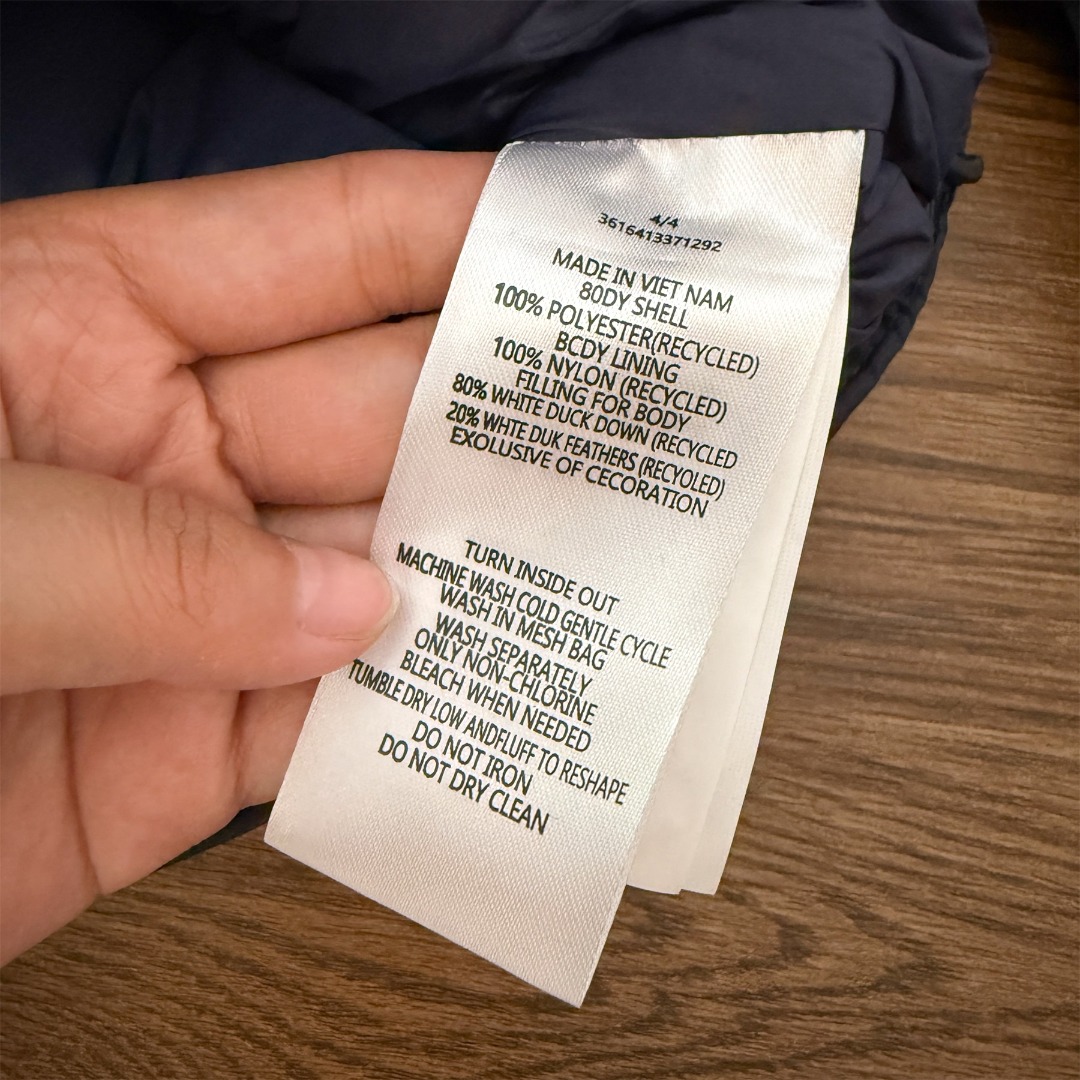 4/4
3616413371292
MADE IN VIET NAM
80DY SHELL
100% POLYESTER(RECYCLED)
BCDY LINING
100% NYLON (RECYCLED)
FILLING FOR BODY
80% WHITE DUCK DOWN (RECYCLED
20% WHTE DUK FEATHERS (RECYOLED)
EXCLUSIVE OF CECORATION
TURN INSIDE OUT
MACHINE WASH COLD GENTLE CYCLE
WASH IN MESH BAG
WASH SEPARATELY
ONLY NON-CHLORINE
BLEACH WHEN NEEDED
TUMBLE DRY LOW ANDFLUFF TO RESHAPE
DO NOT IRON
DO NOT DRY CLEAN